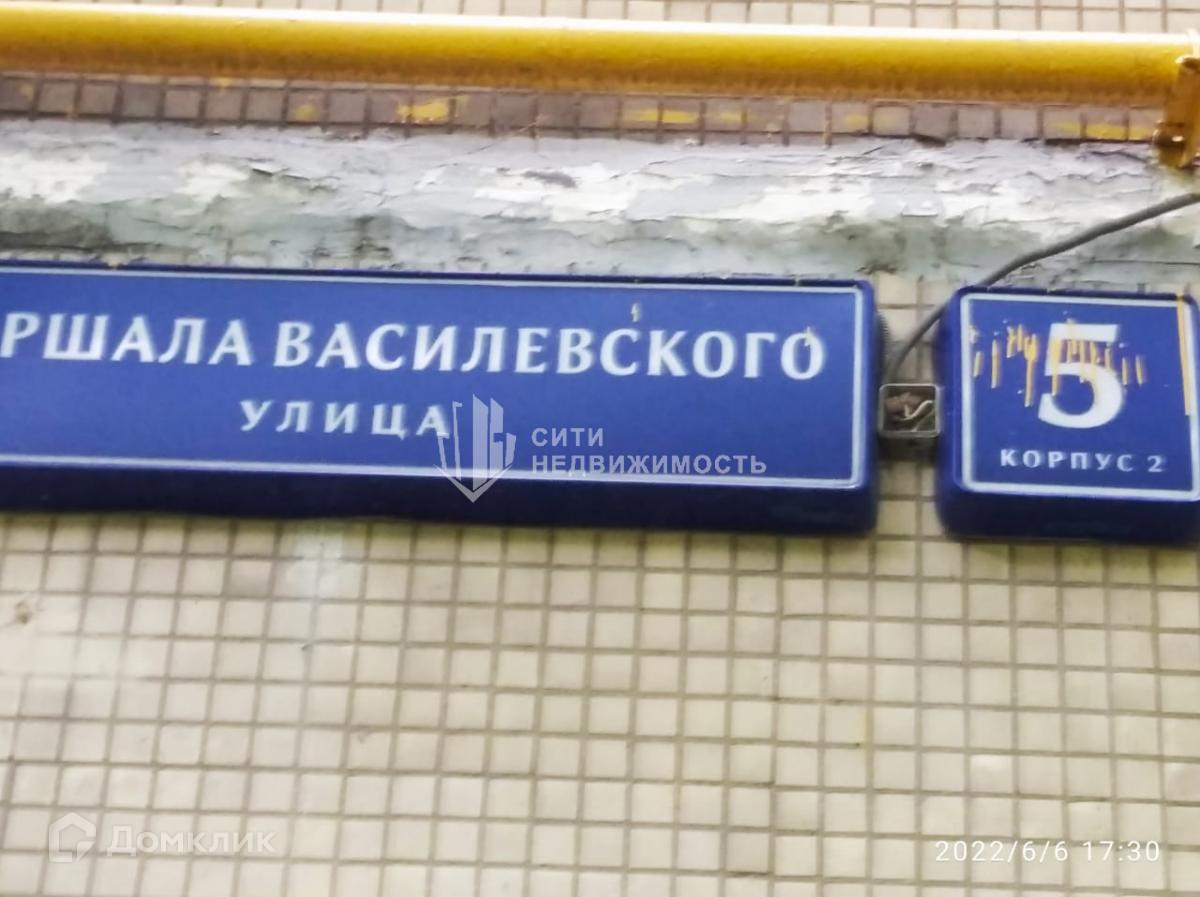 РШАЛА ВАСИЛЕВСКОГО
УЛИЦА
5
КОРПУС 2
СИТИ
НЕДВИЖИМОСТЬ
Домклик
2022/6/6 17:30